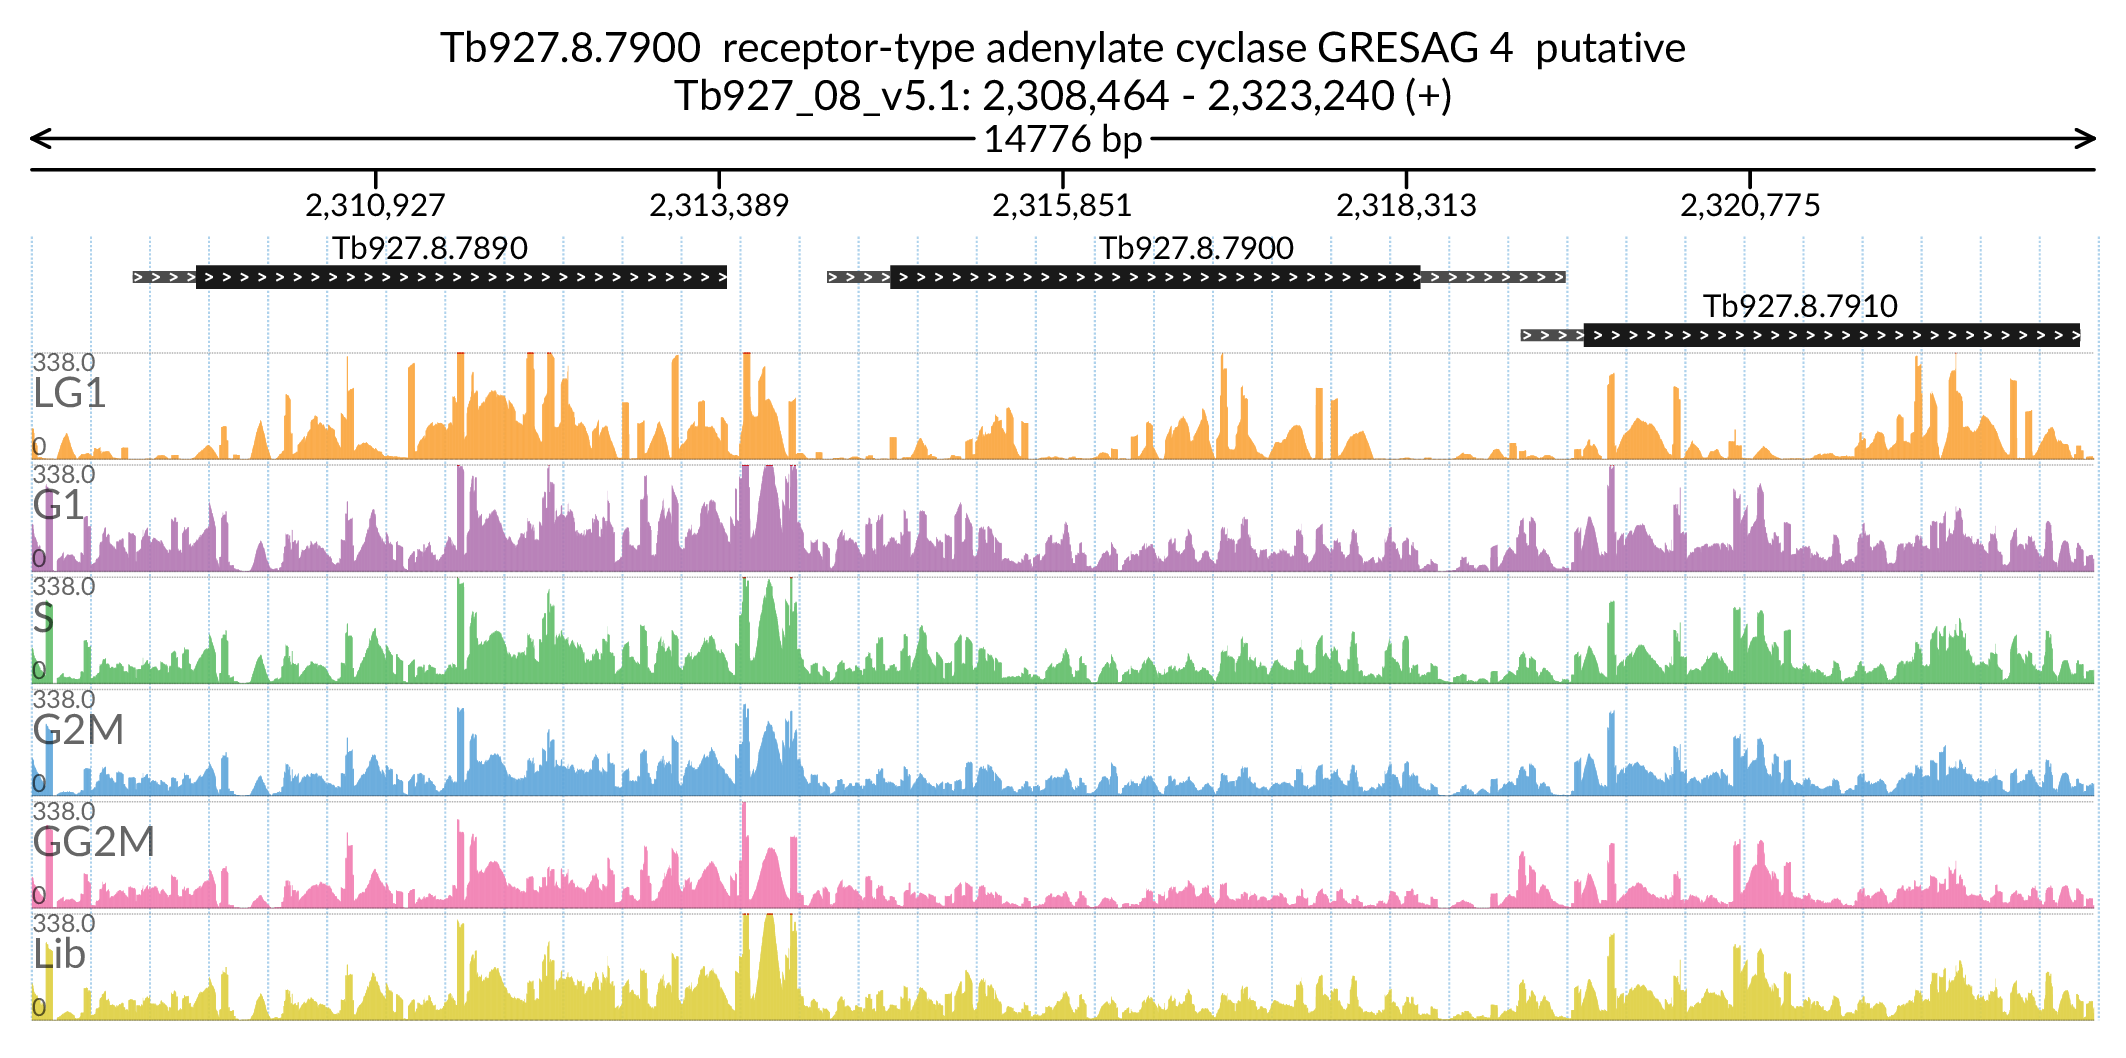 Tb927.8.7900 receptor-type adenylate cyclase GRESAG 4 putative
Tb927_08_v5.1: 2,308,464 - 2,323,240 (+)
14776 bp
2,310,927 2,313,389 2,315,851 2,318,313 2,320,775
Tb927.8.7890 Tb927.8.7900
Tb927.8.7910
338.0
LG1
0
338.0
G1
0
338.0
S
0
338.0
G2M
0
338.0
GG2M
0
338.0
Lib
0